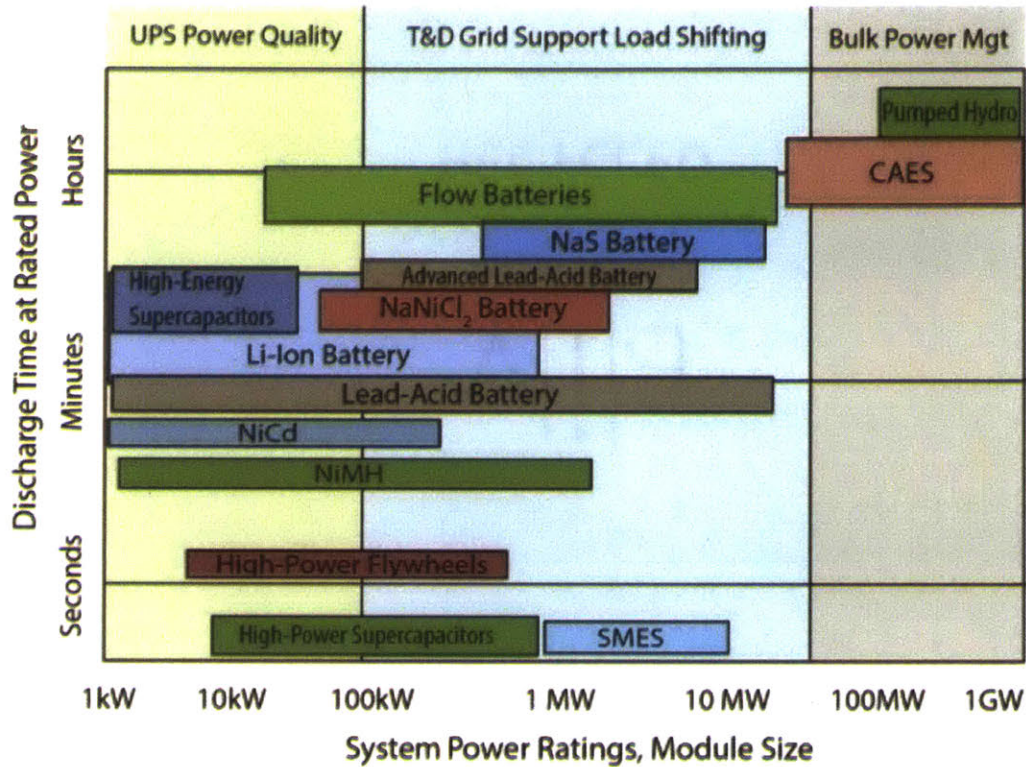 UPS Power Quality
T&D Grid Support Load Shifting
Bulk Power Mgt
Discharge Time at Rated Power
Hours
Minutes
Seconds
Pumped Hydro
CAES
Flow Batteries
NaS Battery
Advanced Lead-Acid Battery
High-Energy
Supercapacitors
NaNiCl₂ Battery
Li-Ion Battery
Lead-Acid Battery
NiCd
NiMH
High-Power Flywheels
High-Power Supercapacitors
SMES
1kW 10kW 100kW 1 MW 10 MW 100MW 1GW
System Power Ratings, Module Size